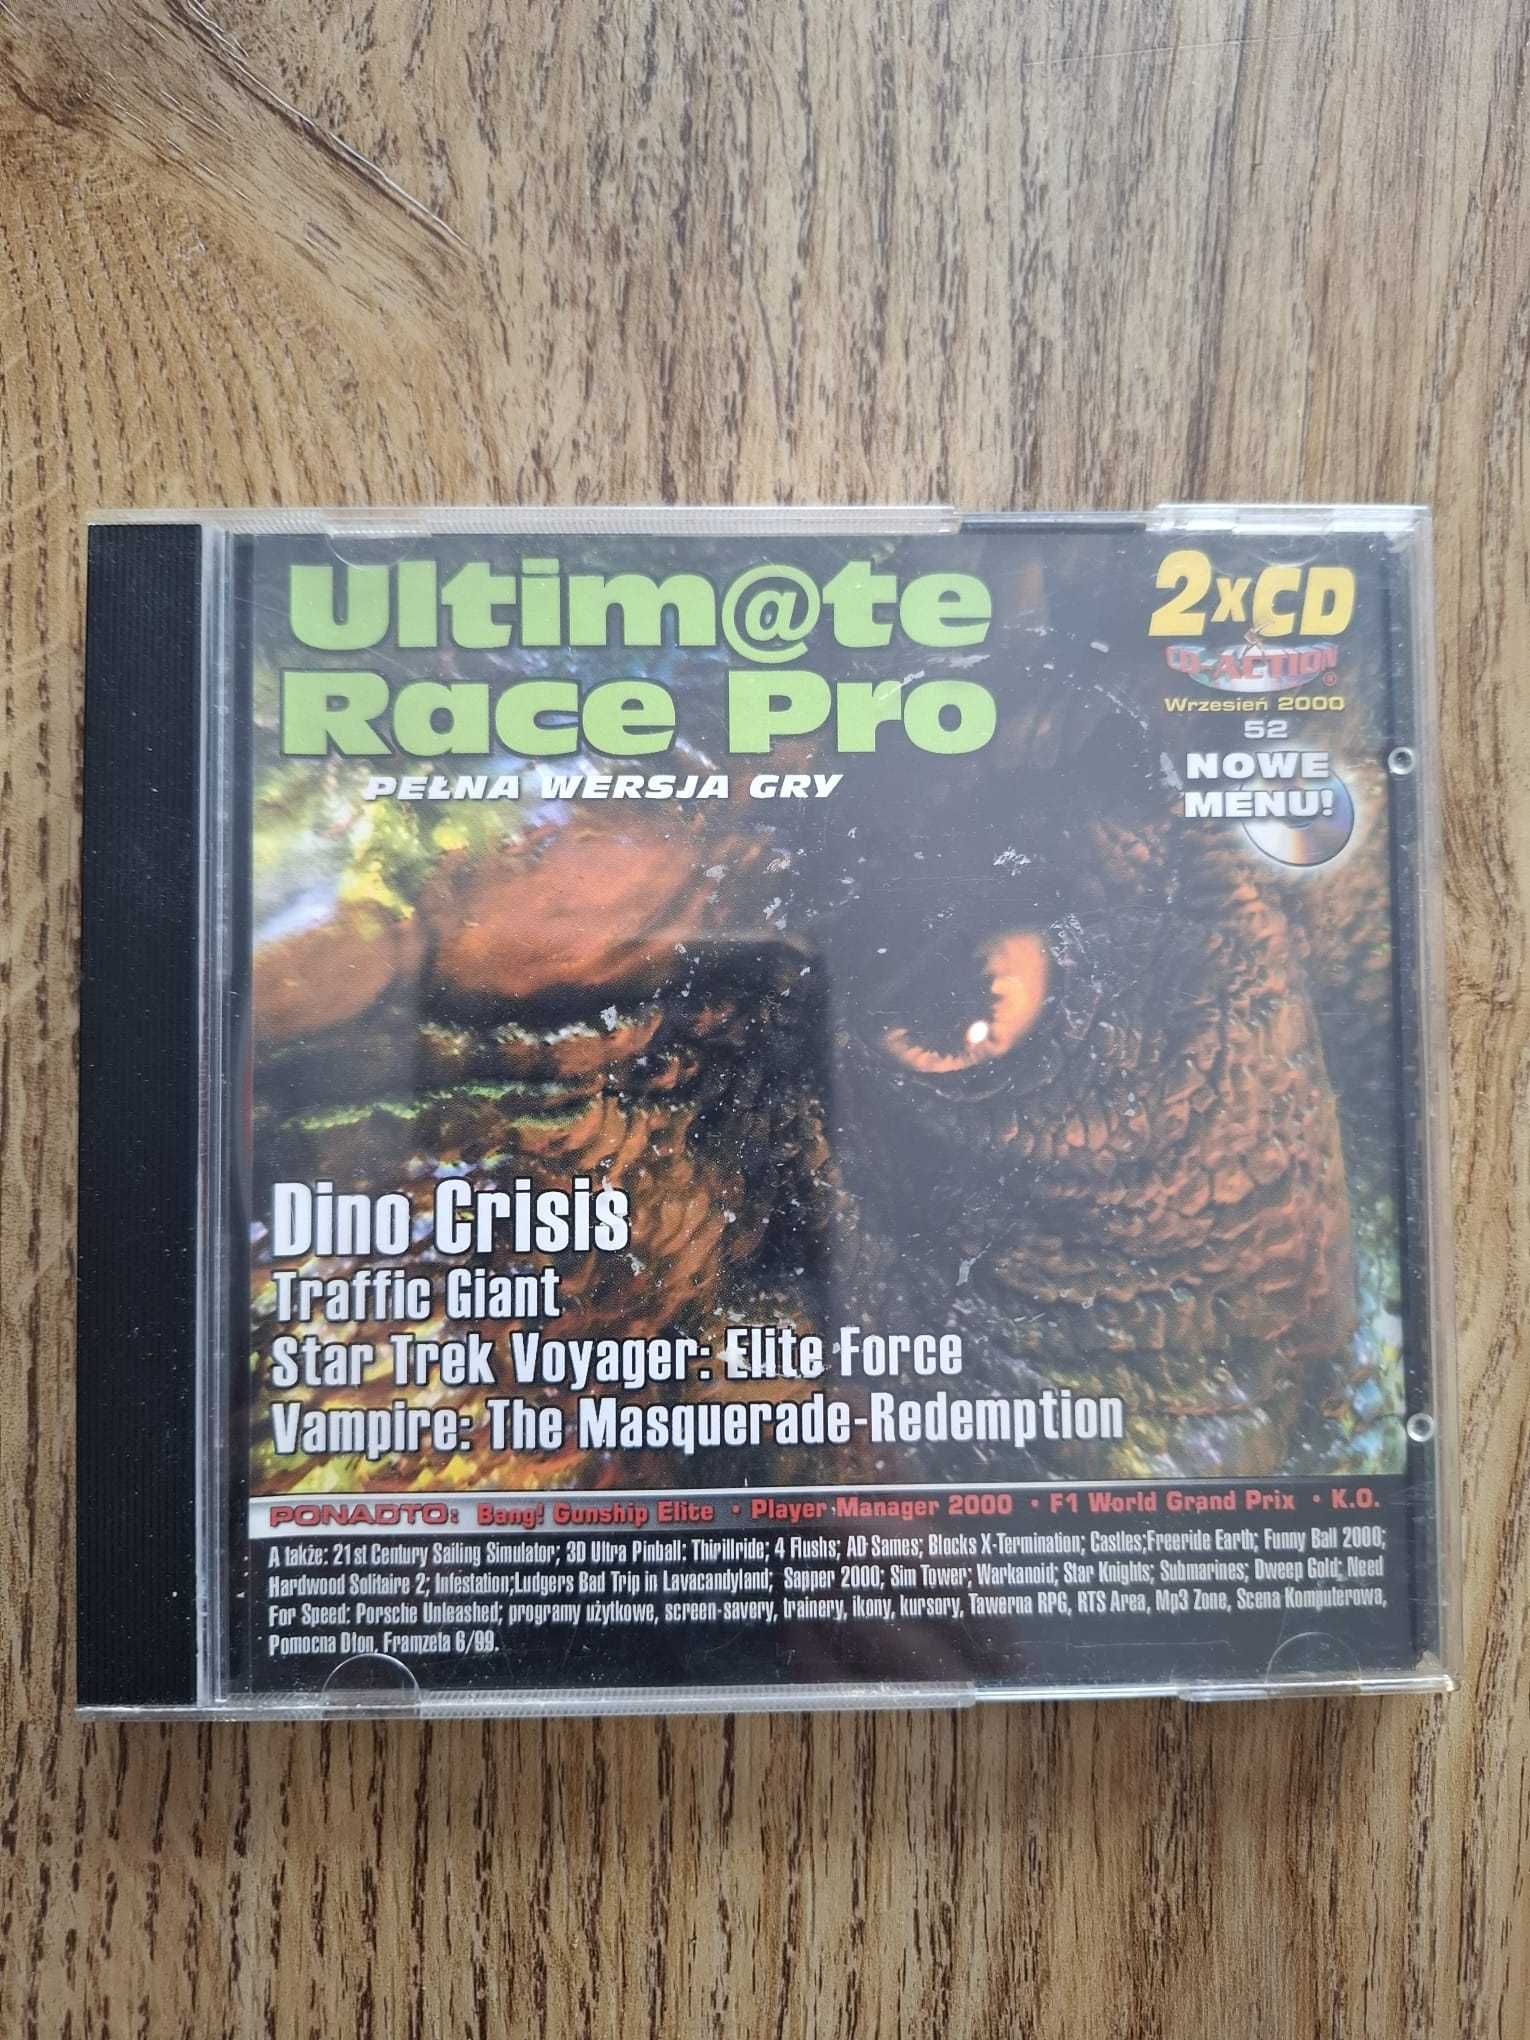 Ultim@te
Race Pro
PEŁNA WERSJA GRY
2xCD
CD-ACTION®
Wrzesień 2000
52
NOWE
MENU!
Dino Crisis
Traffic Giant
Star Trek Voyager: Elite Force
Vampire: The Masquerade-Redemption
PONADTO: Bang! Gunship Elite • Player Manager 2000 • F1 World Grand Prix • K.O.
A także: 21st Century Sailing Simulator; 3D Ultra Pinball: Thirillride; 4 Flushs; AD Sames; Blocks X-Termination; Castles;Freeride Earth; Funny Ball 2000;
Hardwood Solitaire 2; Infestation;Ludgers Bad Trip in Lavacandyland; Sapper 2000; Sim Tower; Warkanoid; Star Knights; Submarines; Dweep Gold; Need
For Speed: Porsche Unleashed; programy użytkowe, screen-savery, trainery, ikony, kursory, Tawerna RPG, RTS Area, Mp3 Zone, Scena Komputerowa,
Pomocna Dłoń, Framzeta 6/99.